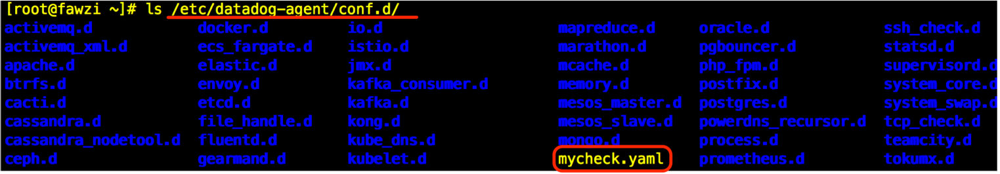 [root@fawzi ~]# ls /etc/datadog-agent/conf.d/
activemq.d docker.d io.d mapreduce.d oracle.d ssh_check.d
activemq_xml.d ecs_fargate.d istio.d marathon.d pgbouncer.d statsd.d
apache.d elastic.d jmx.d mcache.d php_fpm.d supervisord.d
btrfs.d envoy.d kafka_consumer.d memory.d postfix.d system_core.d
cacti.d etcd.d kafka.d mesos_master.d postgres.d system_swap.d
cassandra.d file_handle.d kong.d mesos_slave.d powerdns_recursor.d tcp_check.d
cassandra_nodetool.d fluentd.d kube_dns.d mongo.d process.d teamcity.d
ceph.d gearmand.d kubelet.d mycheck.yaml prometheus.d tokumx.d